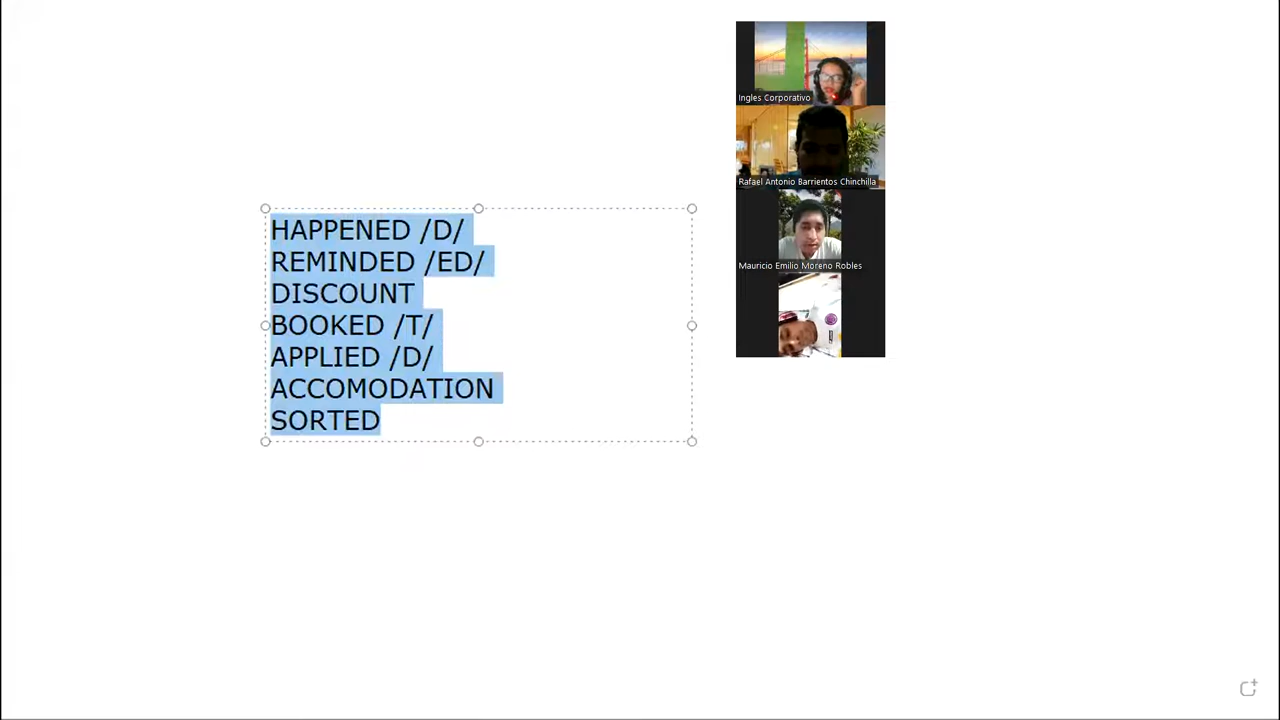 Ingles Corporativo
Rafael Antonio Barrientos Chinchilla
Mauricio Emilio Moreno Robles
HAPPENED /D/
REMINDED /ED/
DISCOUNT
BOOKED /T/
APPLIED /D/
ACCOMODATION
SORTED